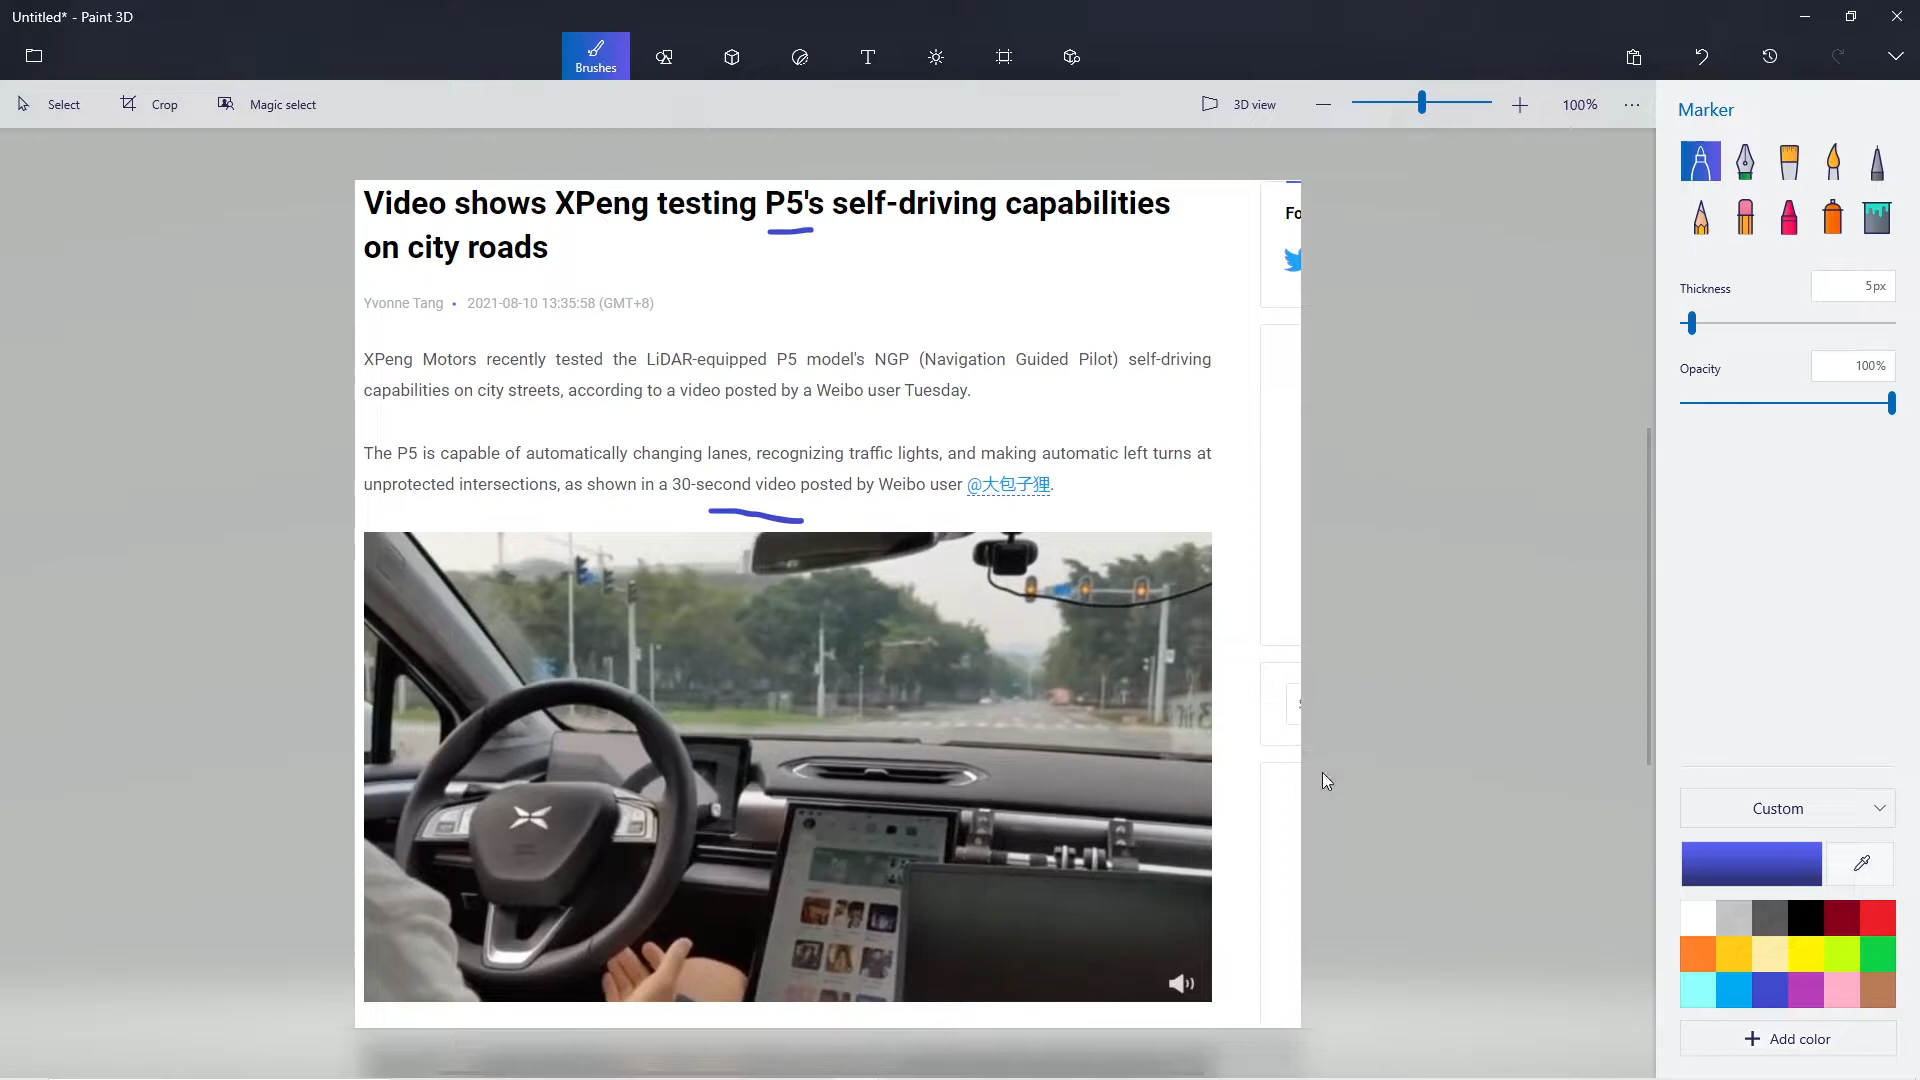 Untitled* - Paint 3D
Brushes
Select
Crop
Magic select
3D view
100%
Marker
Thickness
5px
Opacity
100%
Custom
Add color
Video shows XPeng testing P5's self-driving capabilities
on city roads
Fo
Yvonne Tang • 2021-08-10 13:35:58 (GMT+8)
XPeng Motors recently tested the LiDAR-equipped P5 model's NGP (Navigation Guided Pilot) self-driving
capabilities on city streets, according to a video posted by a Weibo user Tuesday.
The P5 is capable of automatically changing lanes, recognizing traffic lights, and making automatic left turns at
unprotected intersections, as shown in a 30-second video posted by Weibo user @大包子狸.